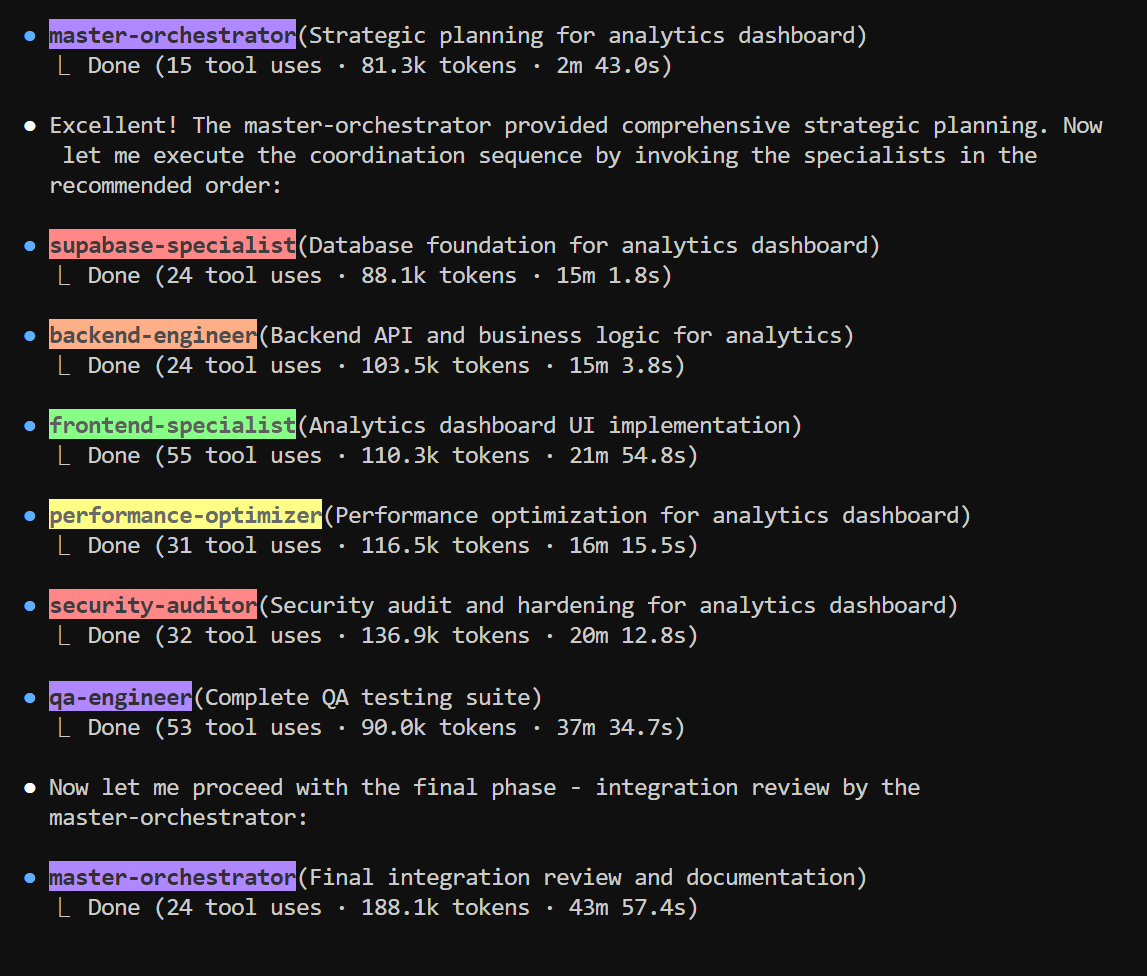 ● master-orchestrator(Strategic planning for analytics dashboard)
⎿ Done (15 tool uses · 81.3k tokens · 2m 43.0s)
● Excellent! The master-orchestrator provided comprehensive strategic planning. Now
let me execute the coordination sequence by invoking the specialists in the
recommended order:
● supabase-specialist(Database foundation for analytics dashboard)
⎿ Done (24 tool uses · 88.1k tokens · 15m 1.8s)
● backend-engineer(Backend API and business logic for analytics)
⎿ Done (24 tool uses · 103.5k tokens · 15m 3.8s)
● frontend-specialist(Analytics dashboard UI implementation)
⎿ Done (55 tool uses · 110.3k tokens · 21m 54.8s)
● performance-optimizer(Performance optimization for analytics dashboard)
⎿ Done (31 tool uses · 116.5k tokens · 16m 15.5s)
● security-auditor(Security audit and hardening for analytics dashboard)
⎿ Done (32 tool uses · 136.9k tokens · 20m 12.8s)
● qa-engineer(Complete QA testing suite)
⎿ Done (53 tool uses · 90.0k tokens · 37m 34.7s)
● Now let me proceed with the final phase - integration review by the
master-orchestrator:
● master-orchestrator(Final integration review and documentation)
⎿ Done (24 tool uses · 188.1k tokens · 43m 57.4s)